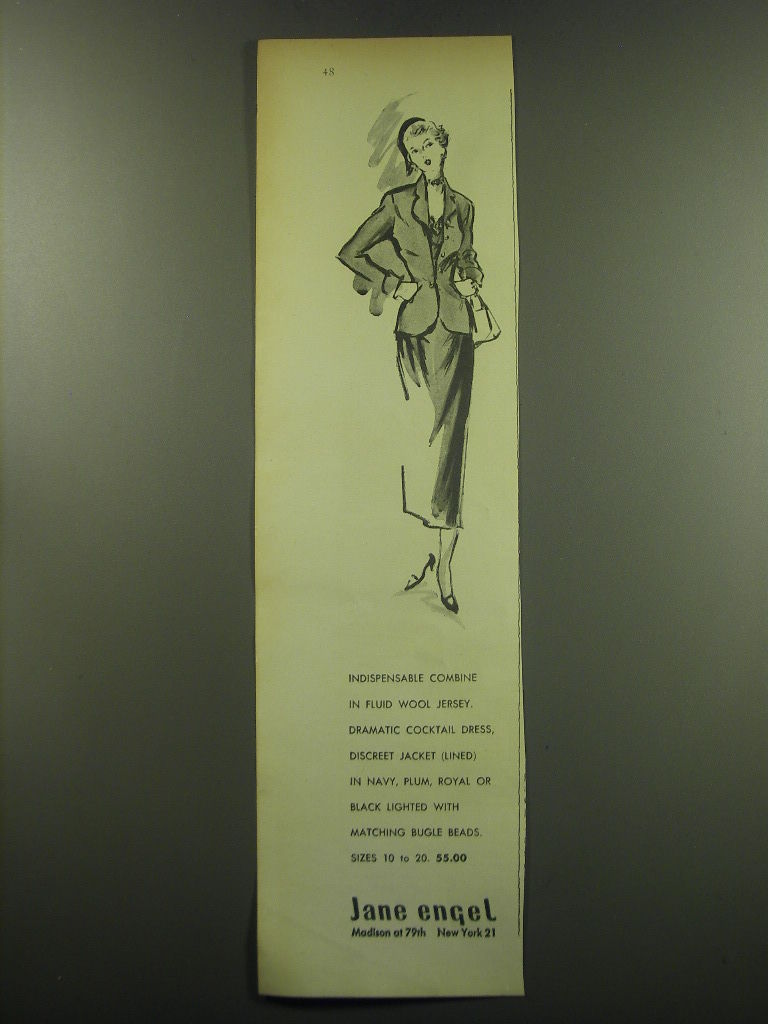 48
INDISPENSABLE COMBINE
IN FLUID WOOL JERSEY.
DRAMATIC COCKTAIL DRESS,
DISCREET JACKET (LINED)
IN NAVY, PLUM, ROYAL OR
BLACK LIGHTED WITH
MATCHING BUGLE BEADS.
SIZES 10 to 20. 55.00
Jane engel
Madison at 79th New York 21